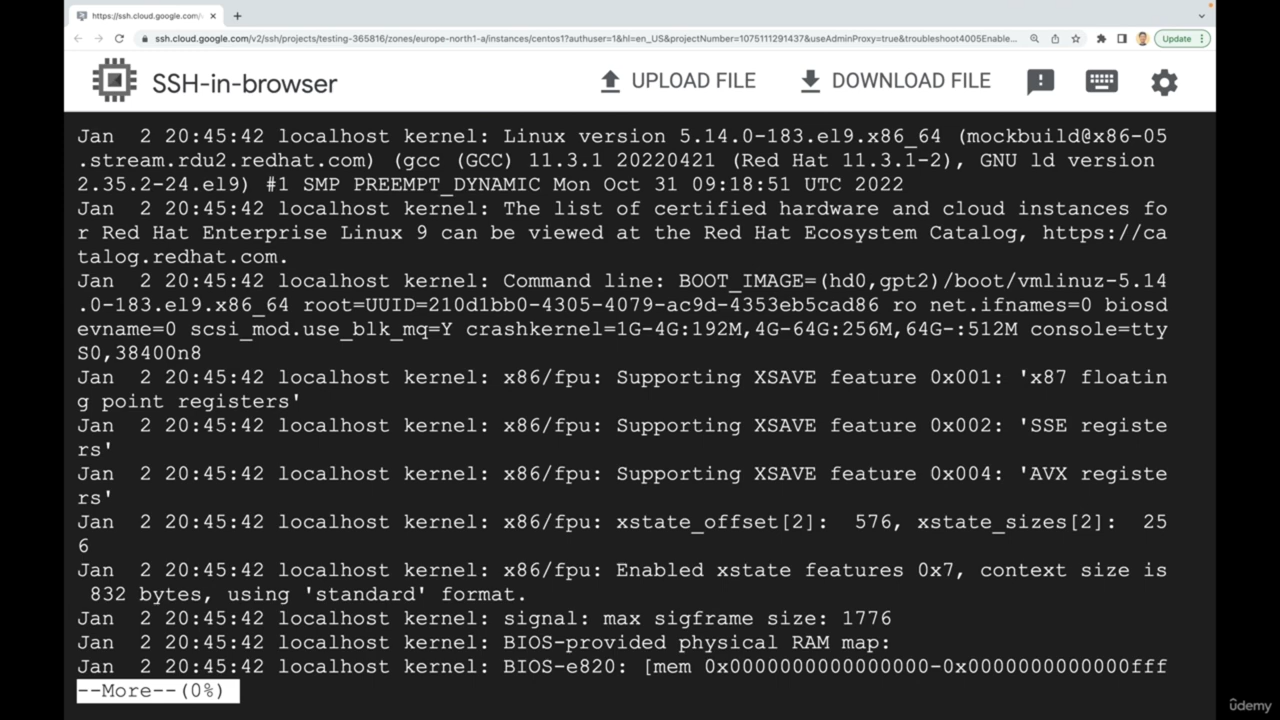 https://ssh.cloud.google.com/v
ssh.cloud.google.com/v2/ssh/projects/testing-365816/zones/europe-north1-a/instances/centos1?authuser=1&hl=en_US&projectNumber=1075111291437&useAdminProxy=true&troubleshoot4005Enable...
Update
SSH-in-browser
UPLOAD FILE
DOWNLOAD FILE
Jan  2 20:45:42 localhost kernel: Linux version 5.14.0-183.el9.x86_64 (mockbuild@x86-05
.stream.rdu2.redhat.com) (gcc (GCC) 11.3.1 20220421 (Red Hat 11.3.1-2), GNU ld version
2.35.2-24.el9) #1 SMP PREEMPT_DYNAMIC Mon Oct 31 09:18:51 UTC 2022
Jan  2 20:45:42 localhost kernel: The list of certified hardware and cloud instances fo
r Red Hat Enterprise Linux 9 can be viewed at the Red Hat Ecosystem Catalog, https://ca
talog.redhat.com.
Jan  2 20:45:42 localhost kernel: Command line: BOOT_IMAGE=(hd0,gpt2)/boot/vmlinuz-5.14
.0-183.el9.x86_64 root=UUID=210d1bb0-4305-4079-ac9d-4353eb5cad86 ro net.ifnames=0 biosd
evname=0 scsi_mod.use_blk_mq=Y crashkernel=1G-4G:192M,4G-64G:256M,64G-:512M console=tty
S0,38400n8
Jan  2 20:45:42 localhost kernel: x86/fpu: Supporting XSAVE feature 0x001: 'x87 floatin
g point registers'
Jan  2 20:45:42 localhost kernel: x86/fpu: Supporting XSAVE feature 0x002: 'SSE registe
rs'
Jan  2 20:45:42 localhost kernel: x86/fpu: Supporting XSAVE feature 0x004: 'AVX registe
rs'
Jan  2 20:45:42 localhost kernel: x86/fpu: xstate_offset[2]:  576, xstate_sizes[2]:  25
6
Jan  2 20:45:42 localhost kernel: x86/fpu: Enabled xstate features 0x7, context size is
 832 bytes, using 'standard' format.
Jan  2 20:45:42 localhost kernel: signal: max sigframe size: 1776
Jan  2 20:45:42 localhost kernel: BIOS-provided physical RAM map:
Jan  2 20:45:42 localhost kernel: BIOS-e820: [mem 0x0000000000000000-0x0000000000000fff
--More--(0%)
ûdemy